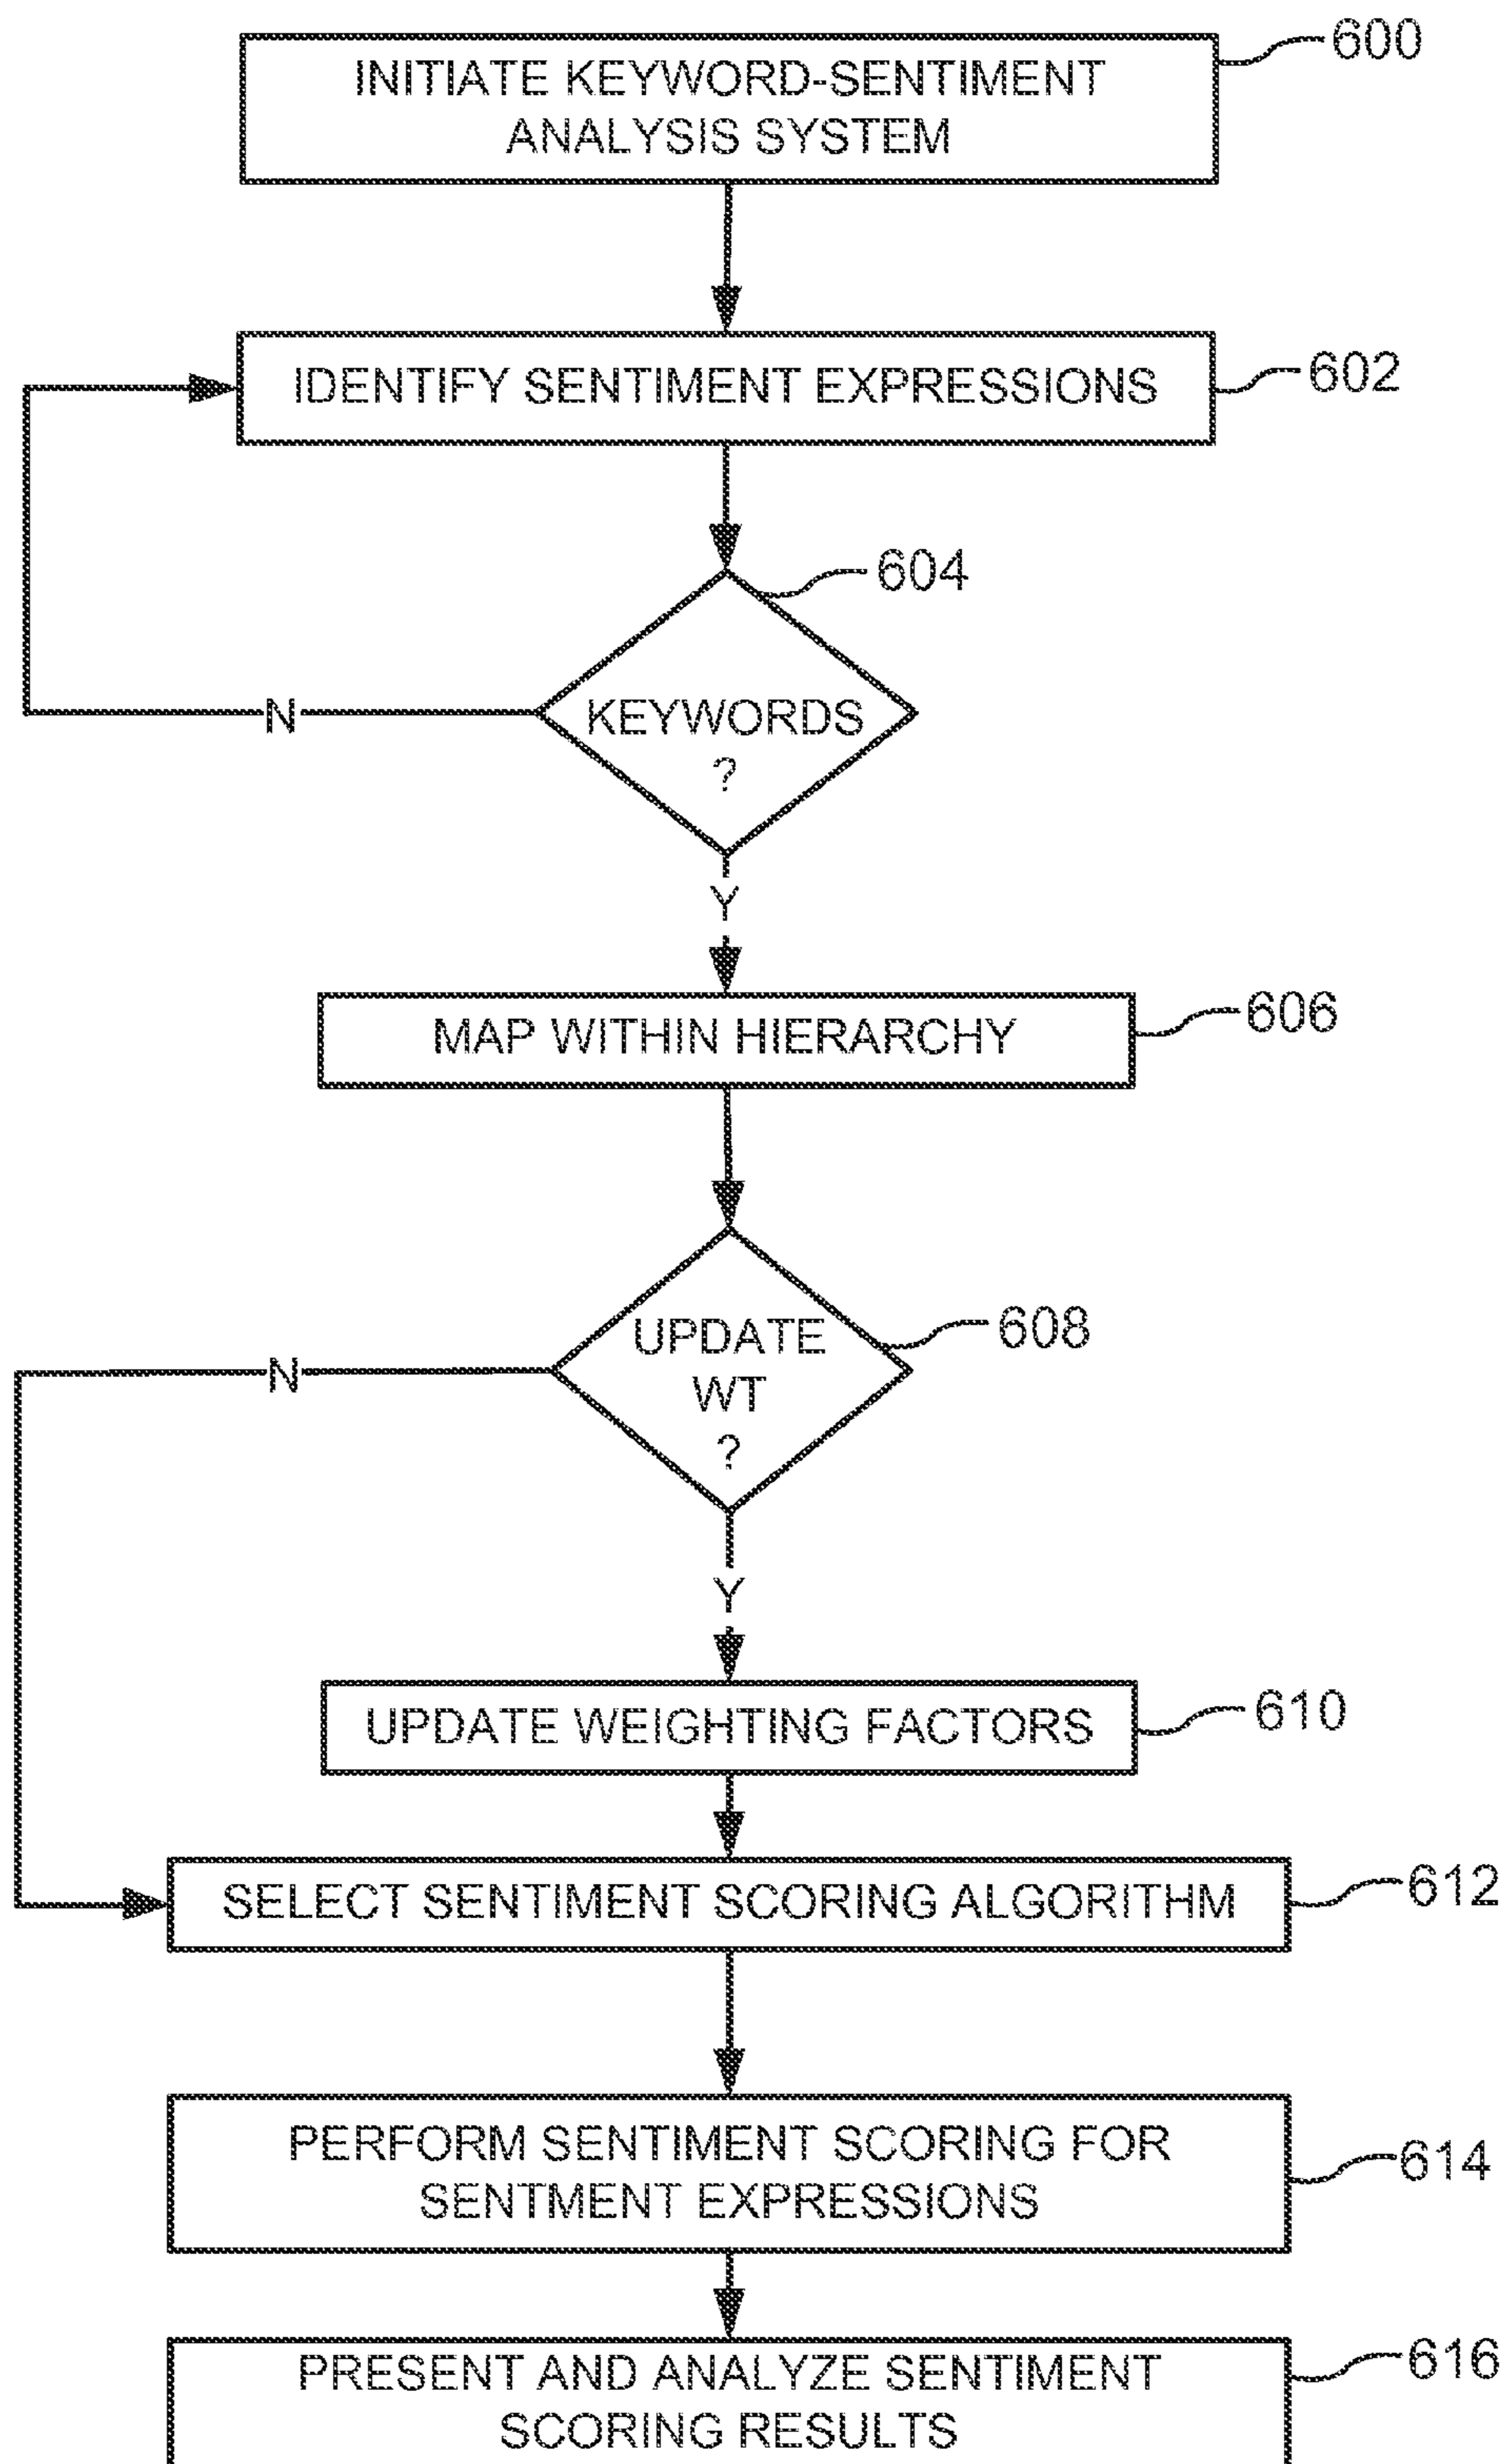 600
INITIATE KEYWORD-SENTIMENT
ANALYSIS SYSTEM
IDENTIFY SENTIMENT EXPRESSIONS
602
604
KEYWORDS
?
N
Y
MAP WITHIN HIERARCHY
606
UPDATE
WT
?
608
N
Y
UPDATE WEIGHTING FACTORS
610
SELECT SENTIMENT SCORING ALGORITHM
612
PERFORM SENTIMENT SCORING FOR
SENTMENT EXPRESSIONS
614
PRESENT AND ANALYZE SENTIMENT
SCORING RESULTS
616